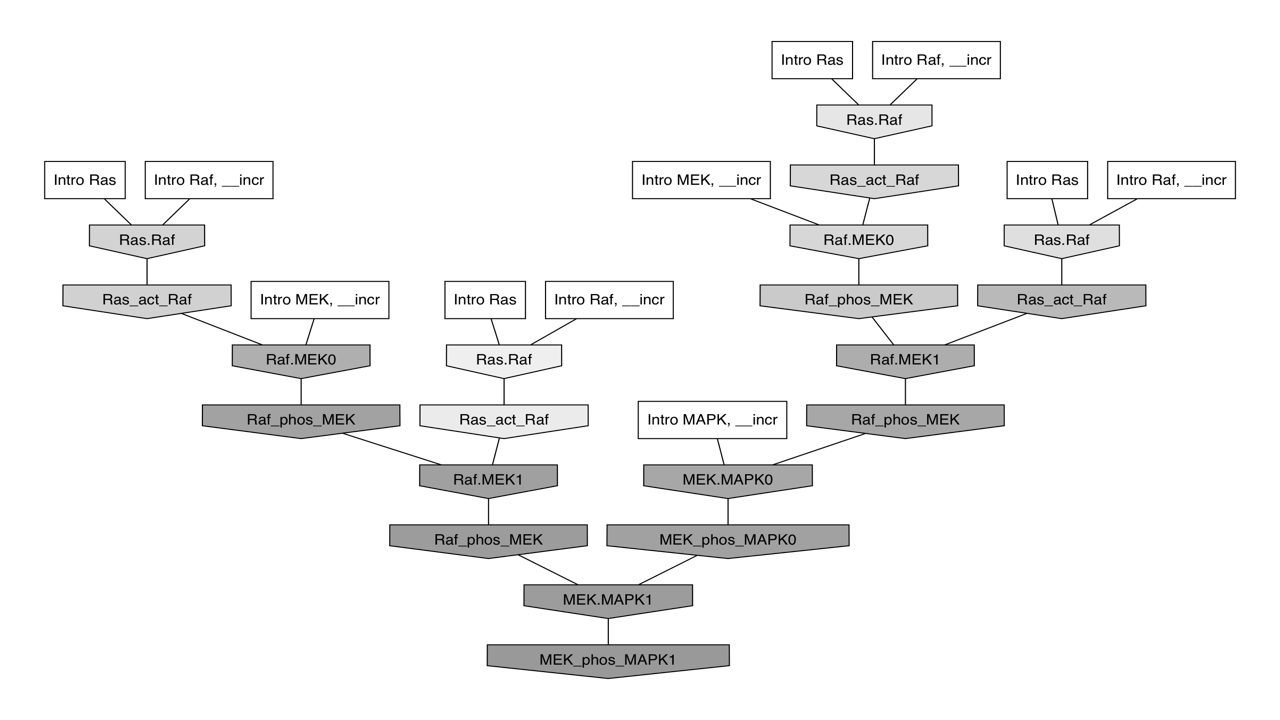 Intro Ras
Intro Raf, __incr
Ras.Raf
Intro Ras
Intro Raf, __incr
Intro MEK, __incr
Ras_act_Raf
Intro Ras
Intro Raf, __incr
Ras.Raf
Raf.MEK0
Ras.Raf
Ras_act_Raf
Intro MEK, __incr
Intro Ras
Intro Raf, __incr
Raf_phos_MEK
Ras_act_Raf
Raf.MEK0
Ras.Raf
Raf.MEK1
Raf_phos_MEK
Ras_act_Raf
Intro MAPK, __incr
Raf_phos_MEK
Raf.MEK1
MEK.MAPK0
Raf_phos_MEK
MEK_phos_MAPK0
MEK.MAPK1
MEK_phos_MAPK1